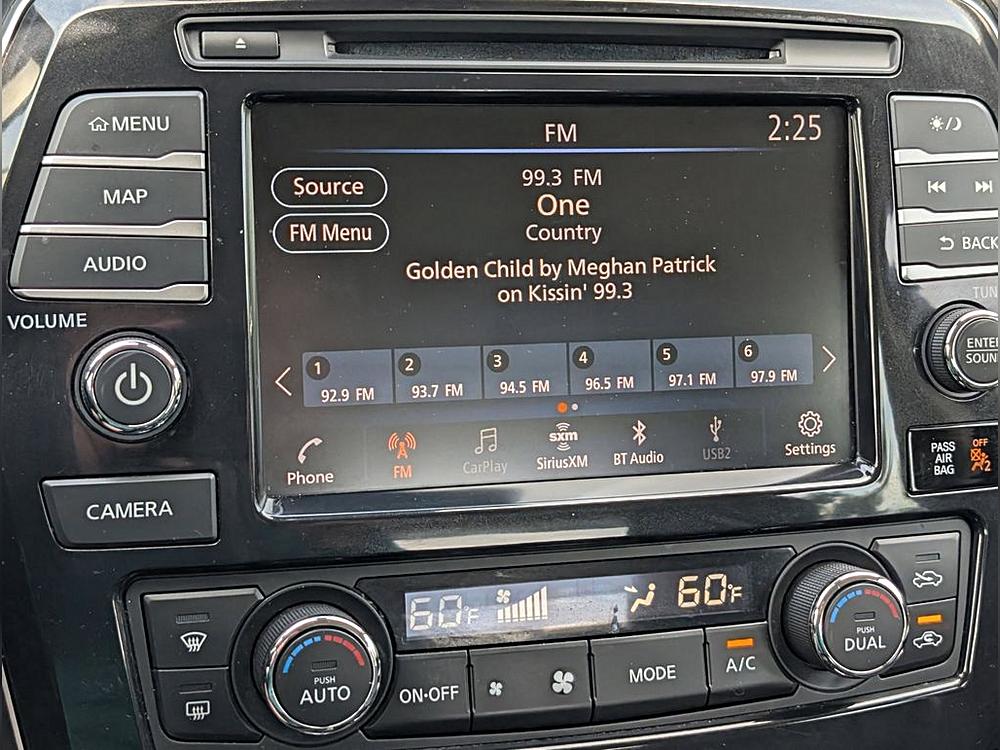 MENU
MAP
AUDIO
VOLUME
CAMERA
FM
2:25
Source
FM Menu
99.3 FM
One
Country
Golden Child by Meghan Patrick
on Kissin' 99.3
1
92.9 FM
2
93.7 FM
3
94.5 FM
4
96.5 FM
5
97.1 FM
6
97.9 FM
Phone
FM
CarPlay
sxm
SiriusXM
BT Audio
USB2
Settings
BACK
TUN
ENTER
SOUN
PASS
AIR
BAG
OFF
2
60°F
60°F
PUSH
AUTO
ON·OFF
MODE
A/C
PUSH
DUAL